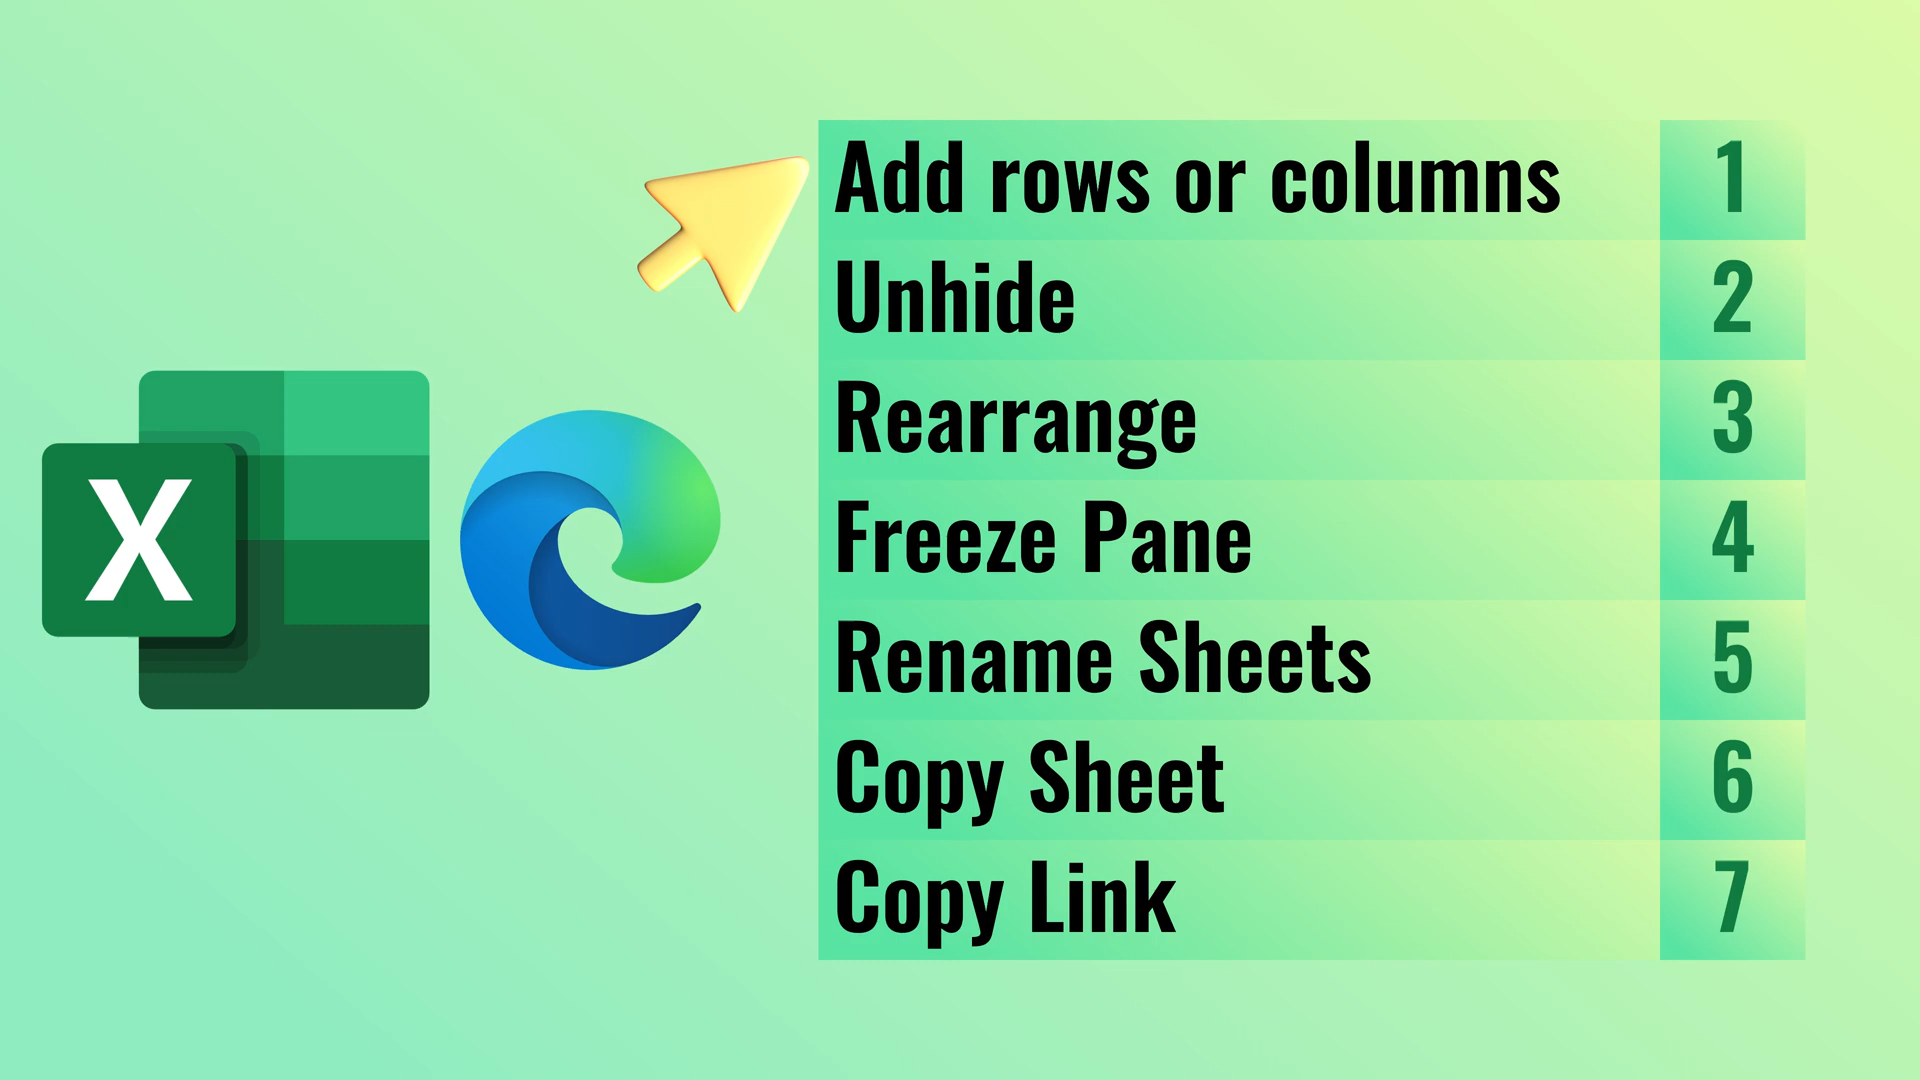 X
Add rows or columns 1
Unhide 2
Rearrange 3
Freeze Pane 4
Rename Sheets 5
Copy Sheet 6
Copy Link 7